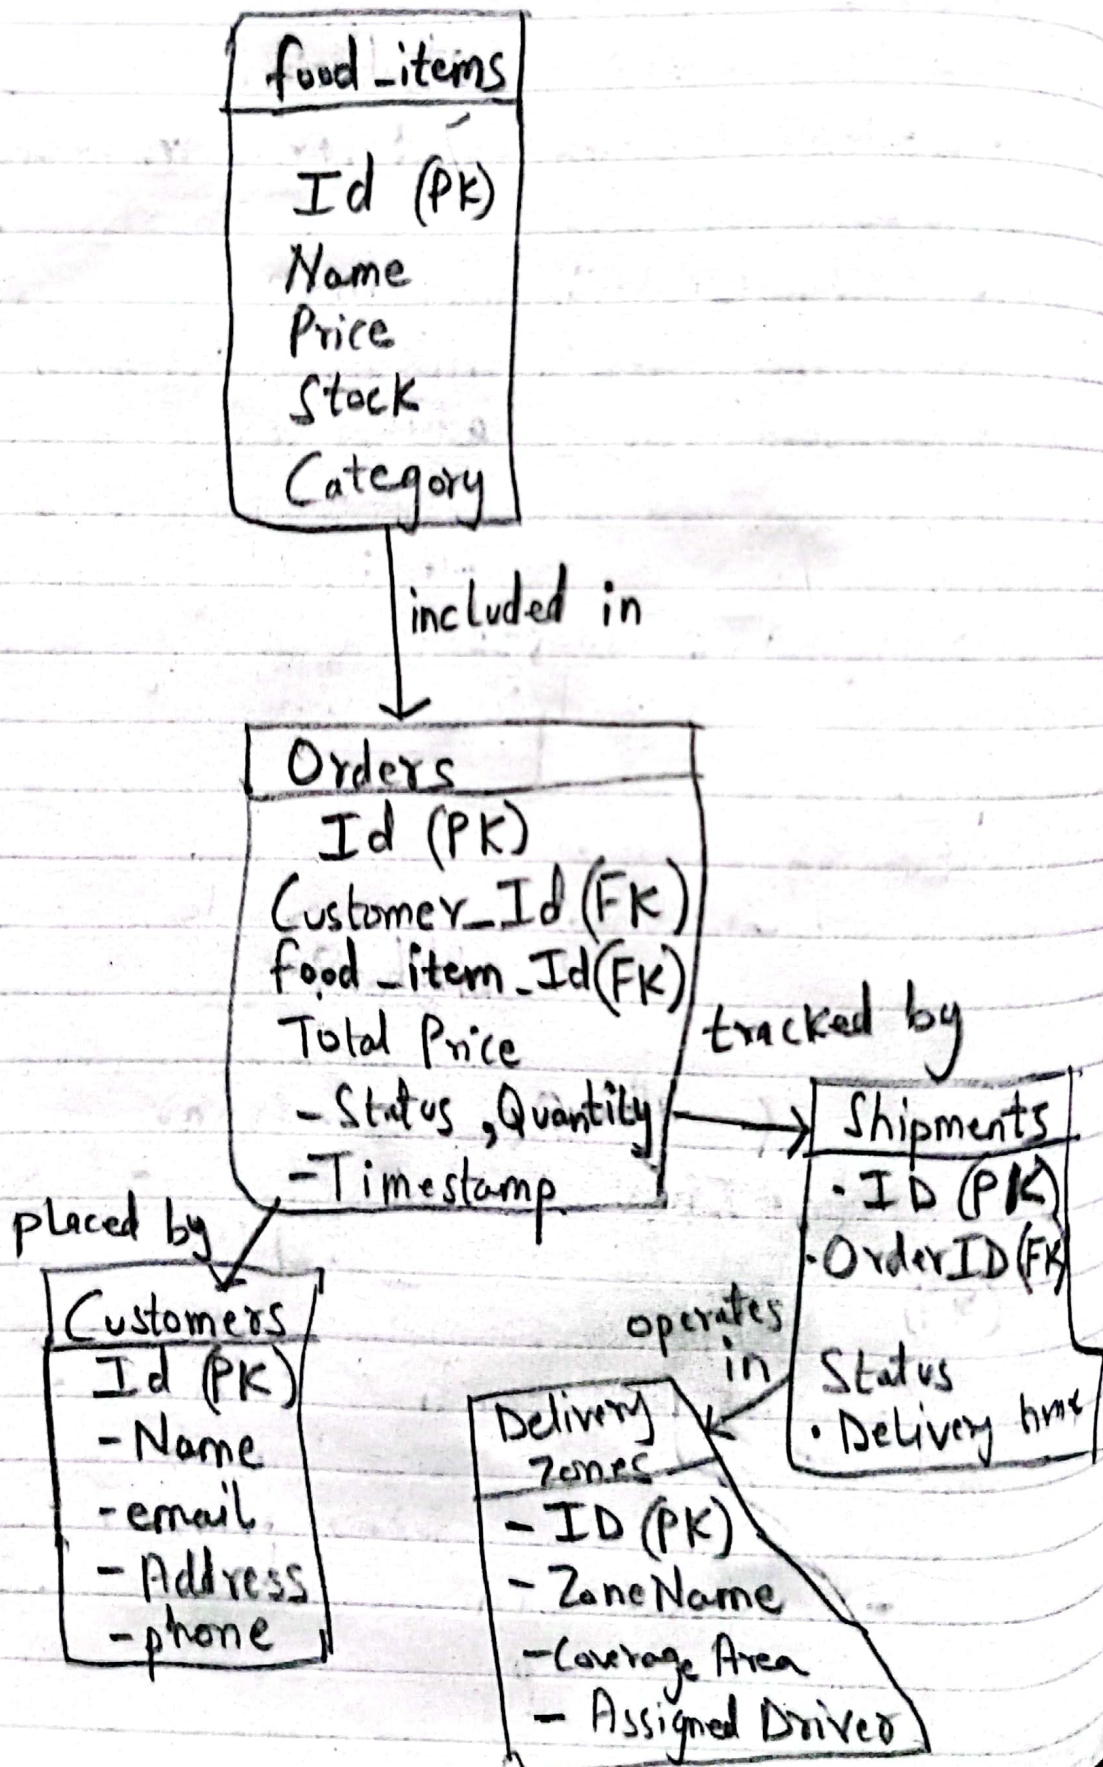 food_items
Id (PK)
Name
Price
Stock
Category
included in
Orders
Id (PK)
Customer_Id (FK)
food_item_Id (FK)
Total Price
- Status, Quantity
- Timestamp
tracked by
Shipments
· ID (PK)
· OrderID (FK)
Status
· Delivery time
placed by
Customers
Id (PK)
- Name
- email
- Address
- phone
operates
in
Delivery
Zones
- ID (PK)
- ZoneName
- Coverage Area
- Assigned Driver